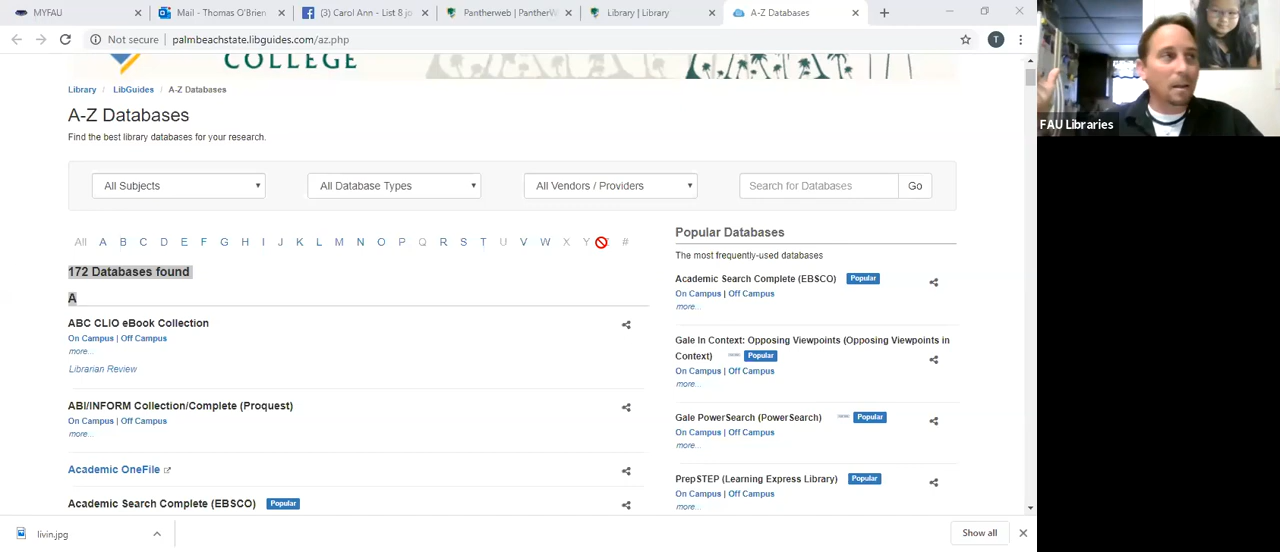 MYFAU
Mail - Thomas O'Brien
(3) Carol Ann - List 8 jo
Pantherweb | PantherW
Library | Library
A-Z Databases
Not secure | palmbeachstate.libguides.com/az.php
T
COLLEGE
Library / LibGuides / A-Z Databases
A-Z Databases
Find the best library databases for your research.
All Subjects
All Database Types
All Vendors / Providers
Search for Databases
Go
All A B C D E F G H I J K L M N O P Q R S T U V W X Y #
172 Databases found
A
ABC CLIO eBook Collection
On Campus | Off Campus
more...
Librarian Review
ABI/INFORM Collection/Complete (Proquest)
On Campus | Off Campus
more...
Academic OneFile
Academic Search Complete (EBSCO) Popular
Popular Databases
The most frequently-used databases
Academic Search Complete (EBSCO) Popular
On Campus | Off Campus
more...
Gale In Context: Opposing Viewpoints (Opposing Viewpoints in
Context) Popular
On Campus | Off Campus
more...
Gale PowerSearch (PowerSearch) Popular
On Campus | Off Campus
more...
PrepSTEP (Learning Express Library) Popular
On Campus | Off Campus
more...
livin.jpg
Show all
FAU Libraries